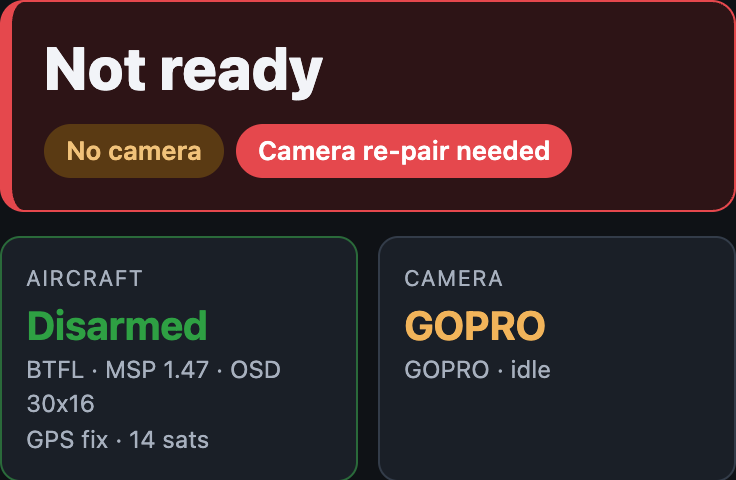 Not ready
No camera
Camera re-pair needed
AIRCRAFT
Disarmed
BTFL · MSP 1.47 · OSD
30x16
GPS fix · 14 sats
CAMERA
GOPRO
GOPRO · idle